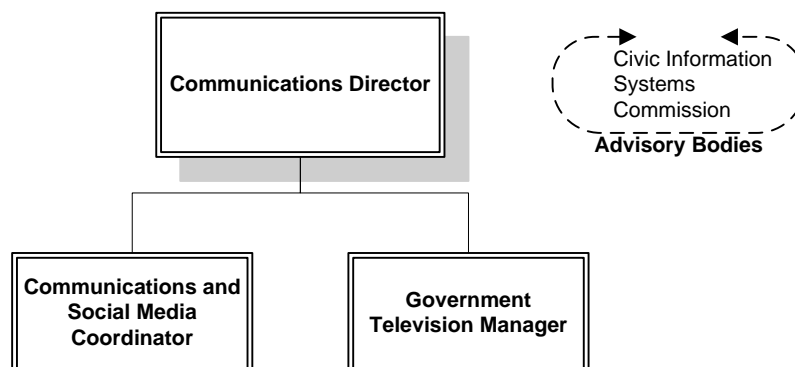 Communications Director
Civic Information
Systems
Commission
Advisory Bodies
Communications and
Social Media
Coordinator
Government
Television Manager